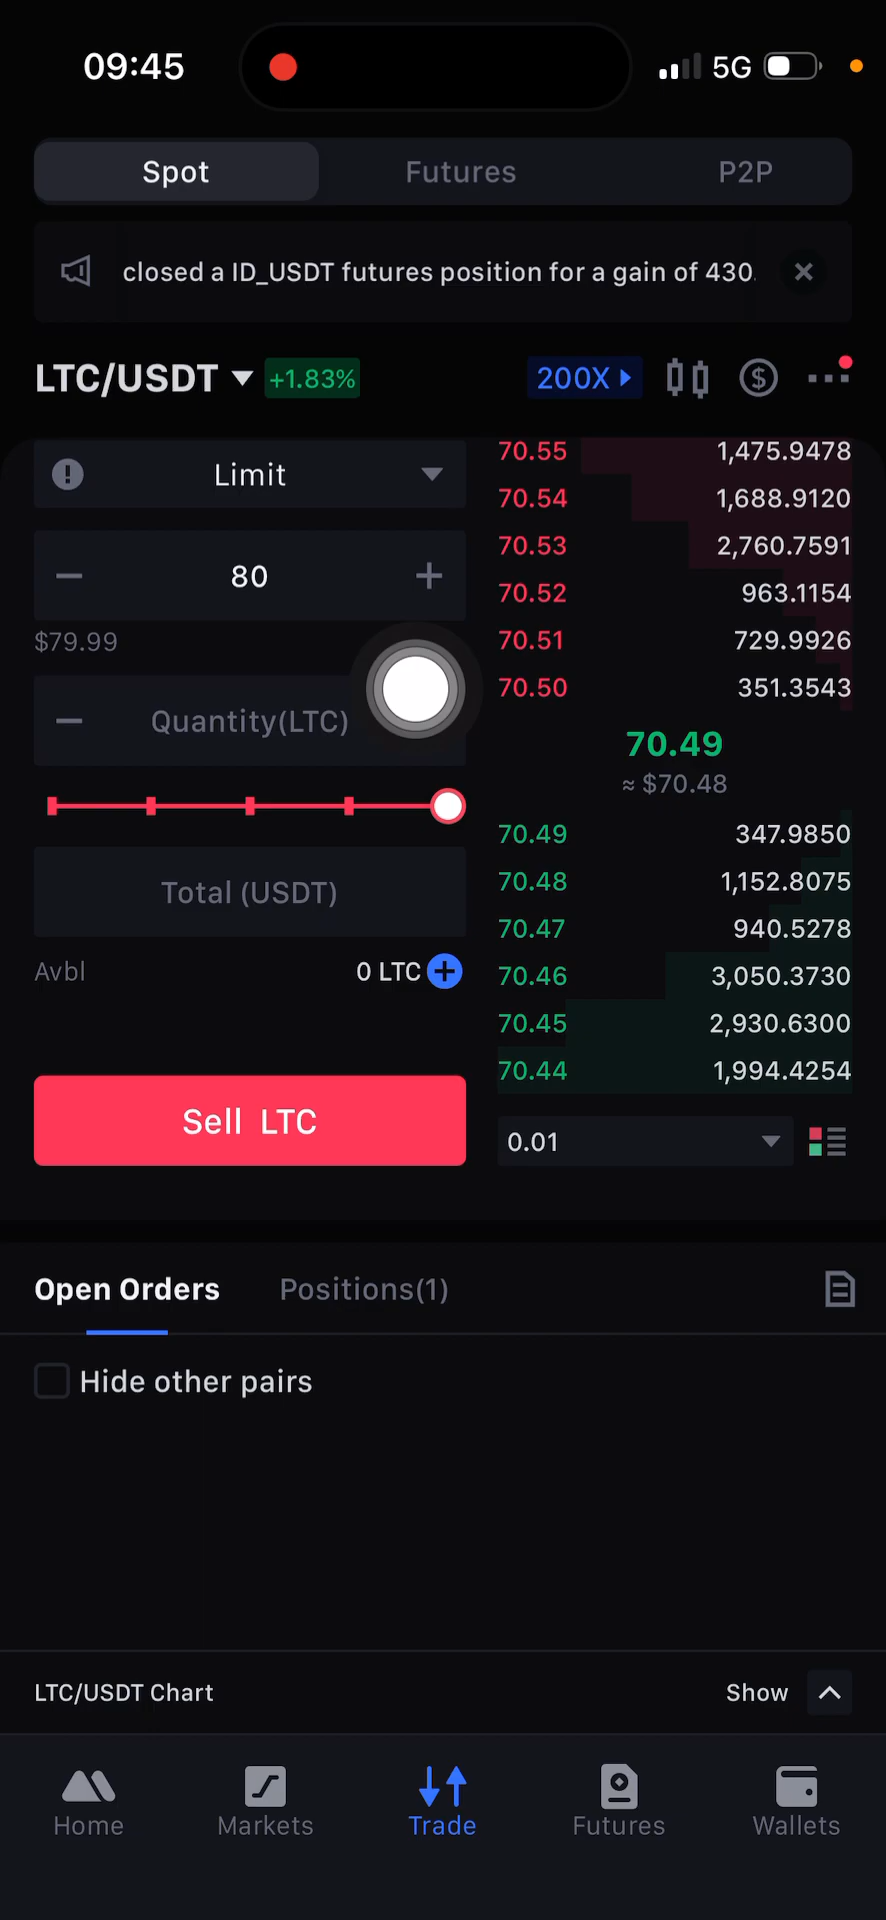 09:45
5G
Spot Futures P2P
closed a ID_USDT futures position for a gain of 430.
LTC/USDT +1.83% 200X
Limit
80
$79.99
Quantity(LTC)
Total (USDT)
Avbl 0 LTC
Sell LTC
70.55 1,475.9478
70.54 1,688.9120
70.53 2,760.7591
70.52 963.1154
70.51 729.9926
70.50 351.3543
70.49
≈ $70.48
70.49 347.9850
70.48 1,152.8075
70.47 940.5278
70.46 3,050.3730
70.45 2,930.6300
70.44 1,994.4254
0.01
Open Orders Positions(1)
Hide other pairs
LTC/USDT Chart Show
Home Markets Trade Futures Wallets